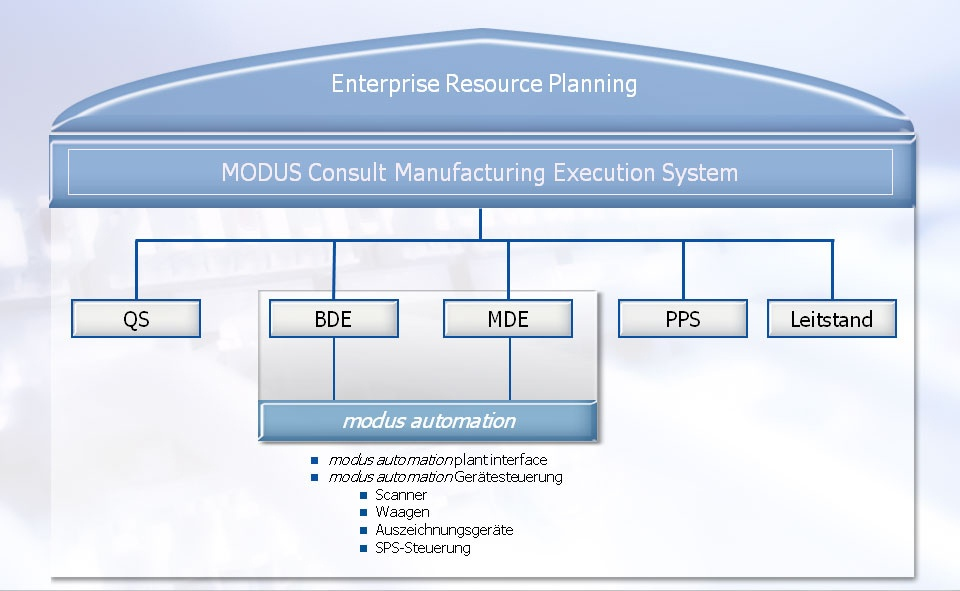 Enterprise Resource Planning
MODUS Consult Manufacturing Execution System
QS
BDE
MDE
PPS
Leitstand
modus automation
modus automation plant interface
modus automation Gerätesteuerung
Scanner
Waagen
Auszeichnungsgeräte
SPS-Steuerung